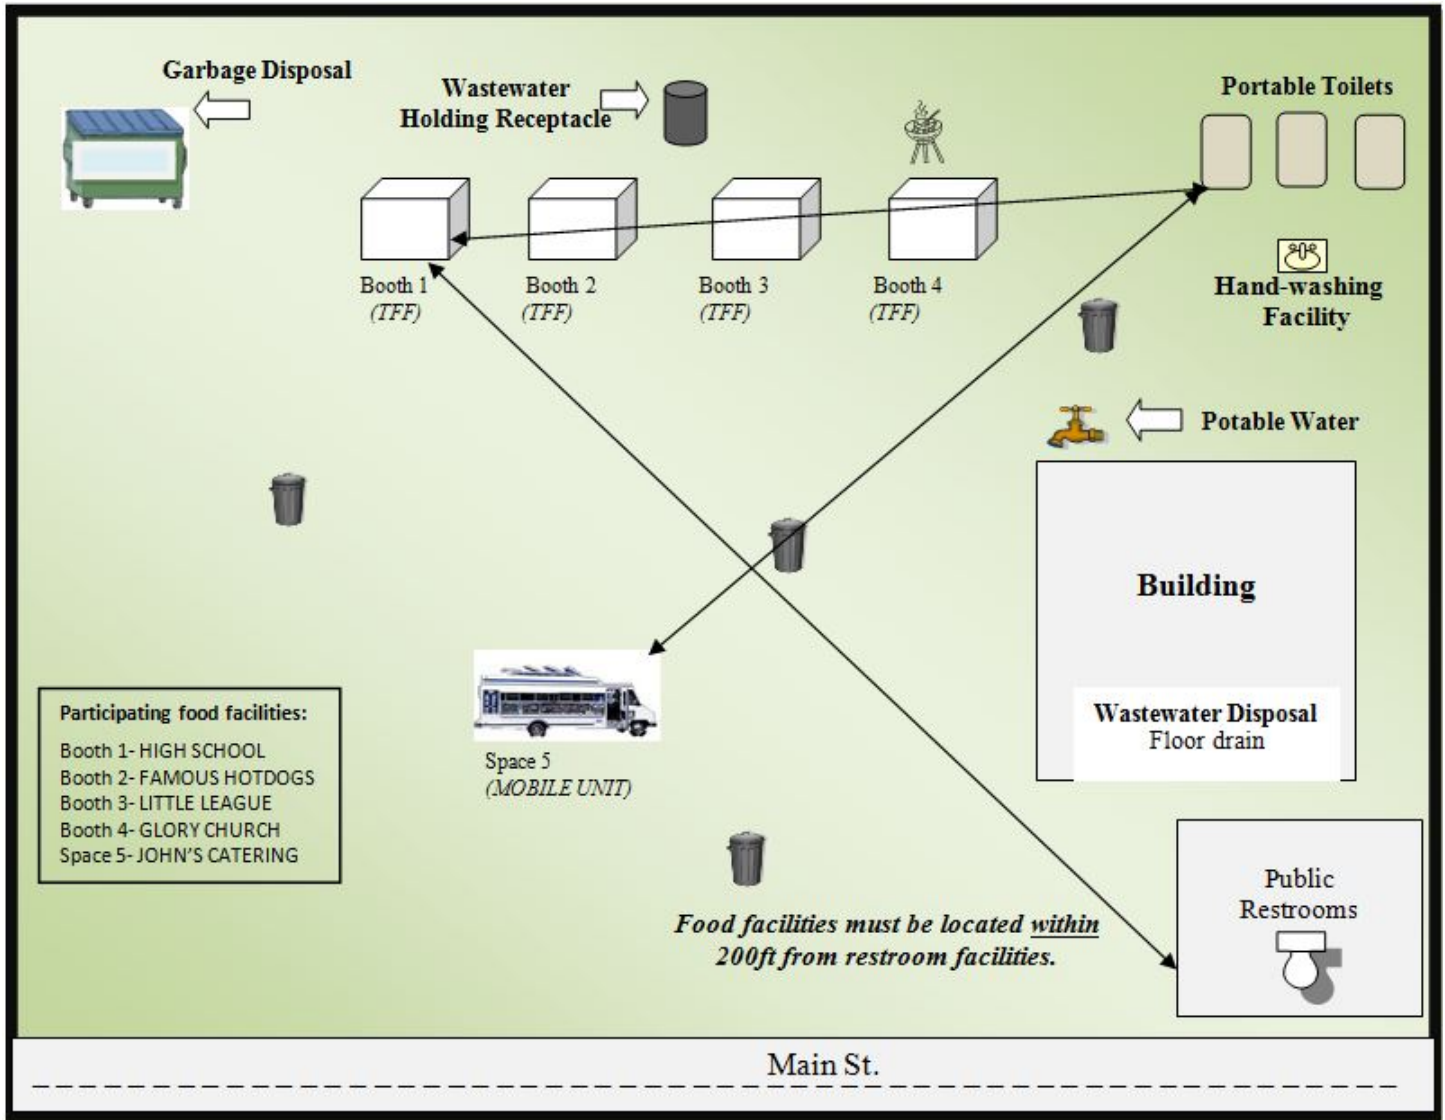 Garbage Disposal
Wastewater
Holding Receptacle
Portable Toilets
Booth 1
(TFF)
Booth 2
(TFF)
Booth 3
(TFF)
Booth 4
(TFF)
Hand-washing
Facility
Potable Water
Building
Wastewater Disposal
Floor drain
Space 5
(MOBILE UNIT)
Participating food facilities:
Booth 1- HIGH SCHOOL
Booth 2- FAMOUS HOTDOGS
Booth 3- LITTLE LEAGUE
Booth 4- GLORY CHURCH
Space 5- JOHN'S CATERING
Public
Restrooms
Food facilities must be located within
200ft from restroom facilities.
Main St.